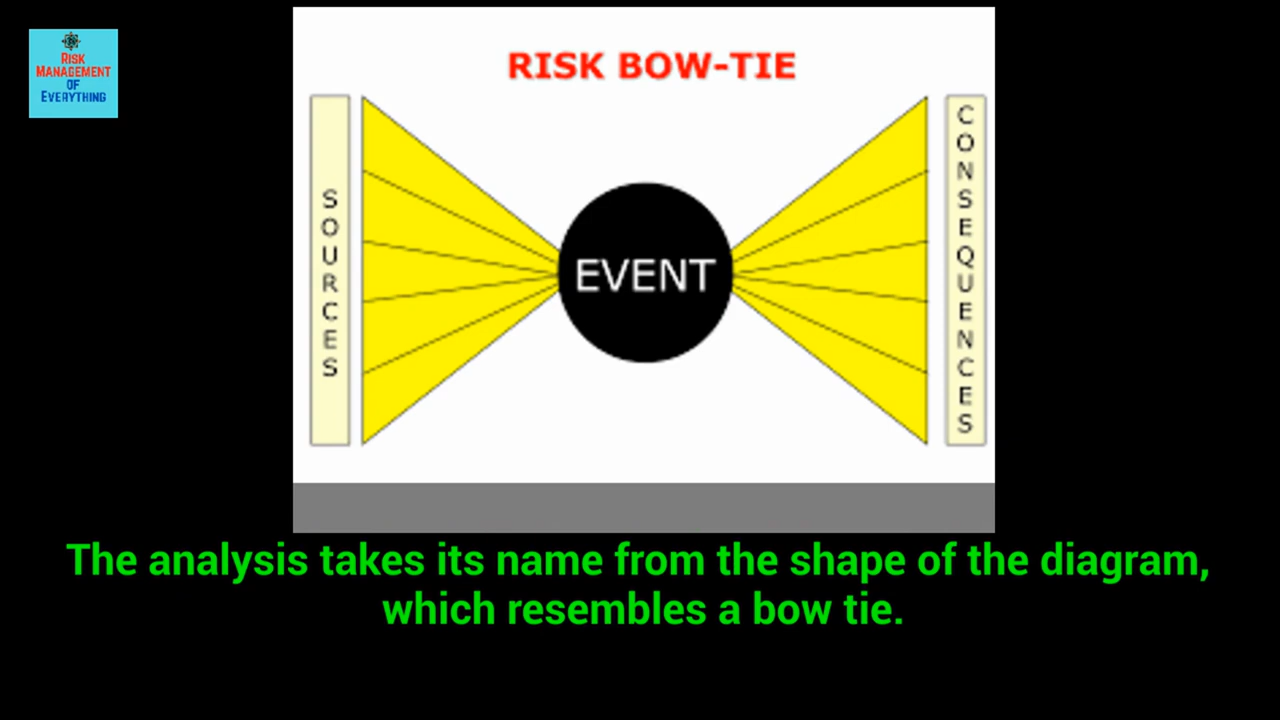 RISK
MANAGEMENT
OF
EVERYTHING
RISK BOW-TIE
SOURCES
EVENT
CONSEQUENCES
The analysis takes its name from the shape of the diagram,
which resembles a bow tie.